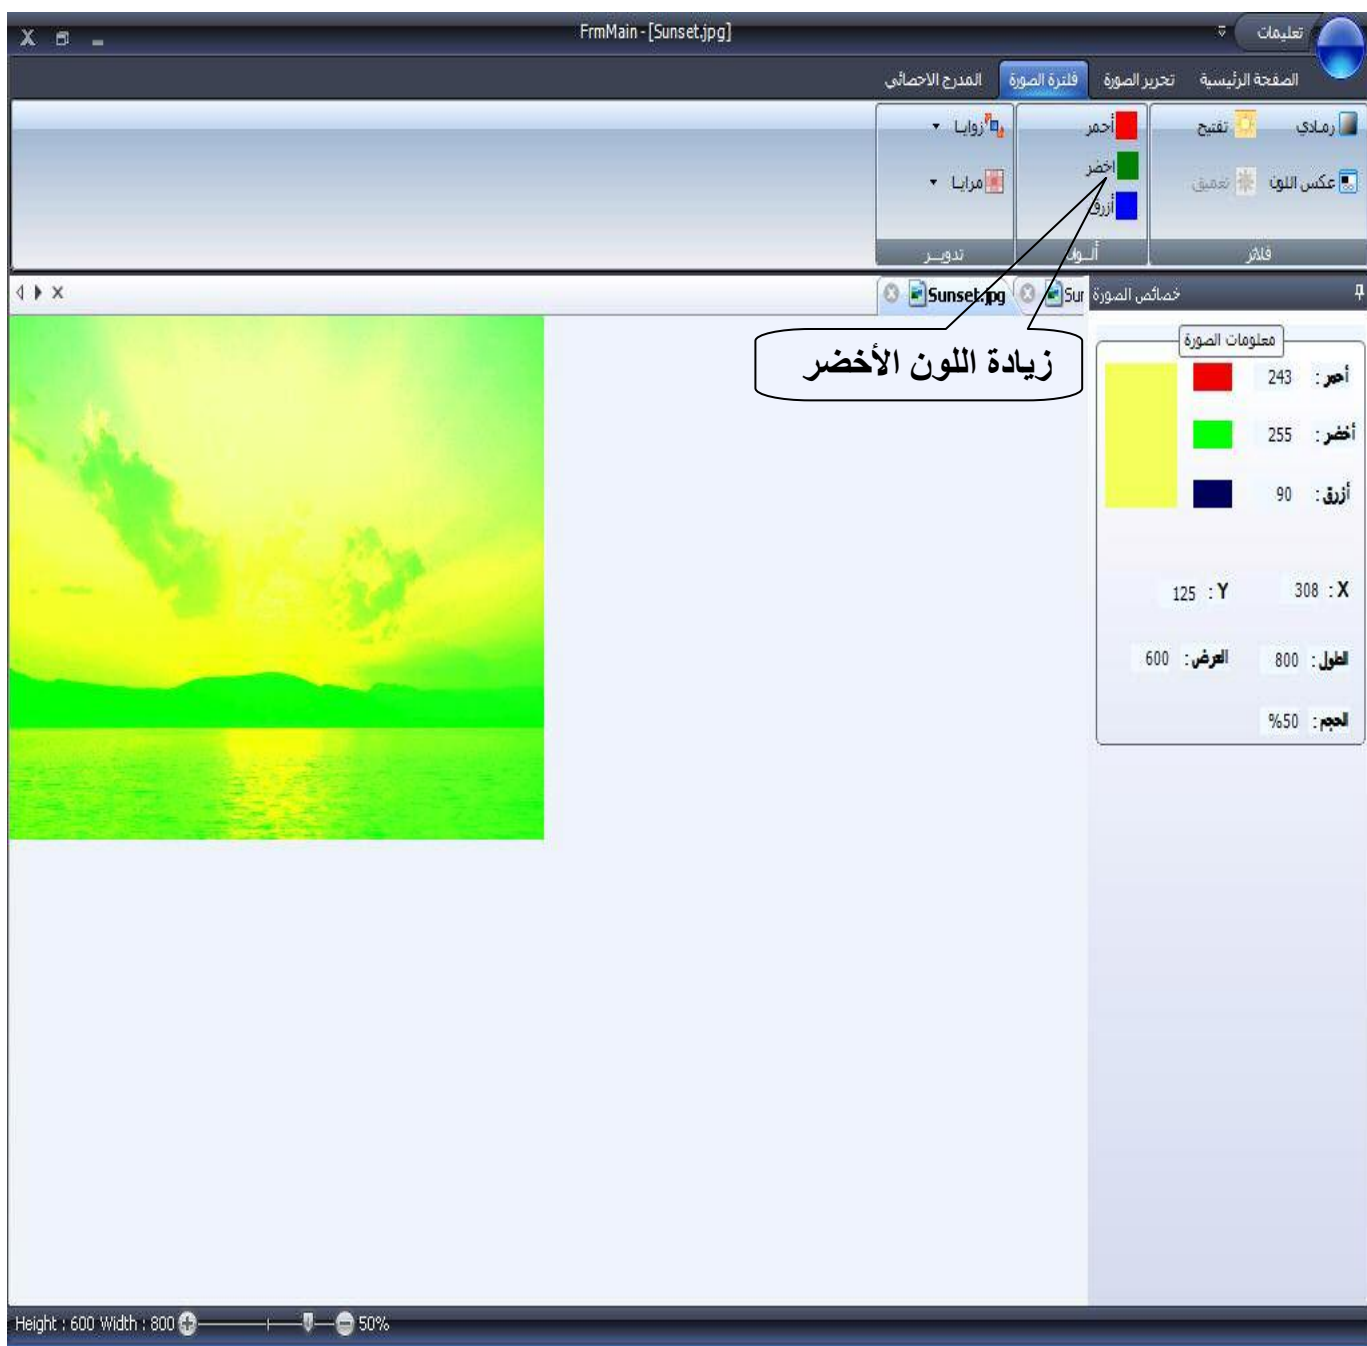 تعليمات
FrmMain - [Sunset.jpg]
الصفحة الرئيسية تحرير الصورة فلترة الصورة المدرج الاحصائي
رمادي تفتيح أحمر زوايا
اخضر
عكس اللون تعميق مرايا
أزرق
فلاتر ألوان تدوير
خصائص الصورة Sur Sunset.jpg
معلومات الصورة
زيادة اللون الأخضر
أحمر : 243
أخضر : 255
أزرق : 90
X : 308 Y : 125
الطول : 800 العرض : 600
الحجم : %50
Height : 600 Width : 800 50%